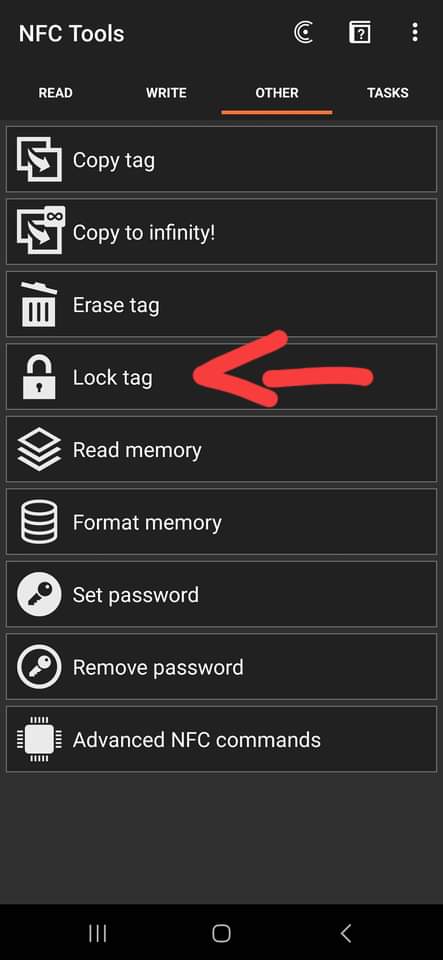 NFC Tools
READ WRITE OTHER TASKS
Copy tag
Copy to infinity!
Erase tag
Lock tag
Read memory
Format memory
Set password
Remove password
Advanced NFC commands